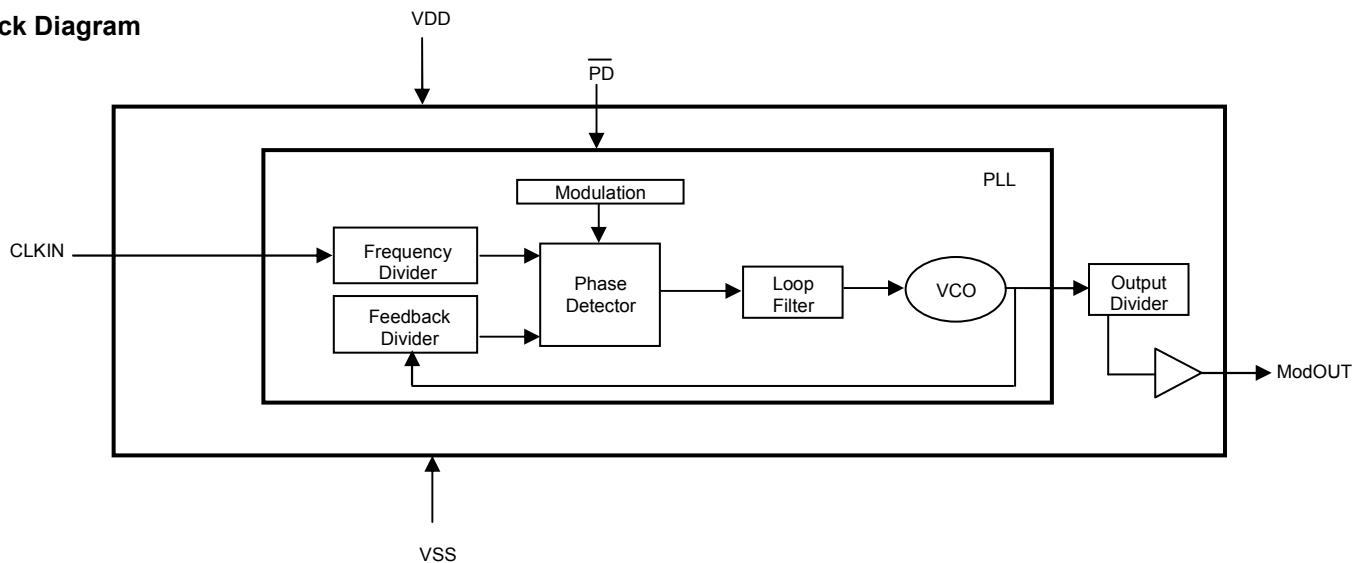 ck Diagram
VDD
P̅D̅
PLL
Modulation
CLKIN
Frequency
Divider
Phase
Detector
Loop
Filter
VCO
Output
Divider
Feedback
Divider
ModOUT
VSS